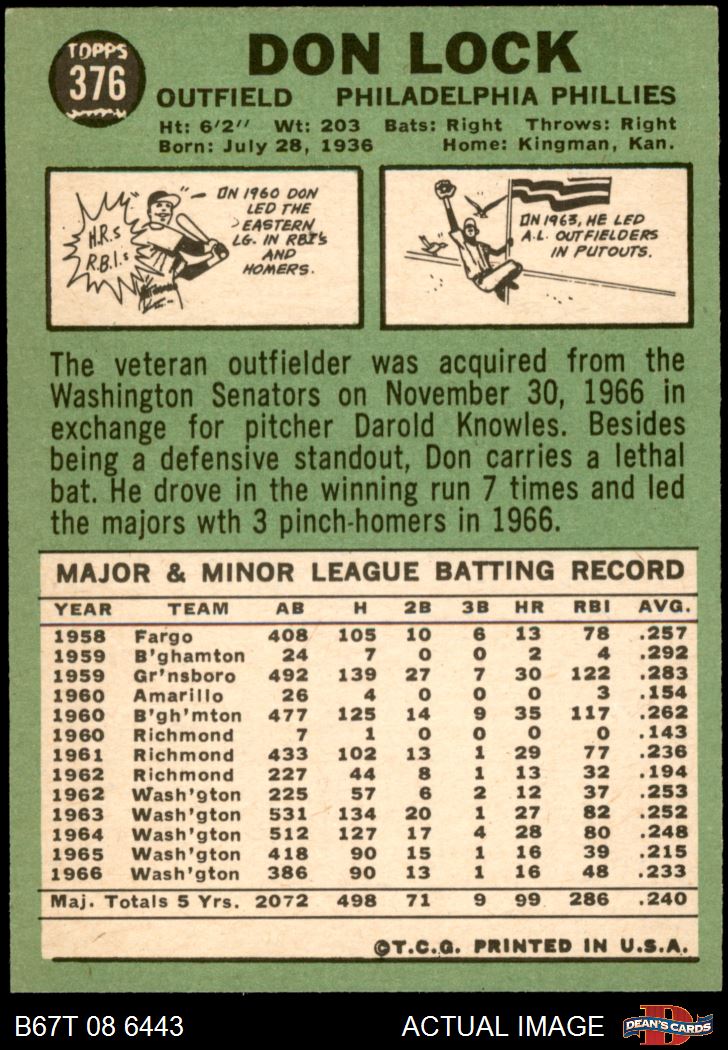 TOPPS
376
DON LOCK
OUTFIELD PHILADELPHIA PHILLIES
Ht: 6'2" Wt: 203 Bats: Right Throws: Right
Born: July 28, 1936 Home: Kingman, Kan.
H.R.s
R.B.I.s
ON 1960 DON
LED THE
EASTERN
LG. IN RBI's
AND
HOMERS.
ON 1963, HE LED
A.L. OUTFIELDERS
IN PUTOUTS.
The veteran outfielder was acquired from the
Washington Senators on November 30, 1966 in
exchange for pitcher Darold Knowles. Besides
being a defensive standout, Don carries a lethal
bat. He drove in the winning run 7 times and led
the majors wth 3 pinch-homers in 1966.
MAJOR & MINOR LEAGUE BATTING RECORD
YEAR TEAM AB H 2B 3B HR RBI AVG.
1958 Fargo 408 105 10 6 13 78 .257
1959 B'ghamton 24 7 0 0 2 4 .292
1959 Gr'nsboro 492 139 27 7 30 122 .283
1960 Amarillo 26 4 0 0 0 3 .154
1960 B'gh'mton 477 125 14 9 35 117 .262
1960 Richmond 7 1 0 0 0 0 .143
1961 Richmond 433 102 13 1 29 77 .236
1962 Richmond 227 44 8 1 13 32 .194
1962 Wash'gton 225 57 6 2 12 37 .253
1963 Wash'gton 531 134 20 1 27 82 .252
1964 Wash'gton 512 127 17 4 28 80 .248
1965 Wash'gton 418 90 15 1 16 39 .215
1966 Wash'gton 386 90 13 1 16 48 .233
Maj. Totals 5 Yrs. 2072 498 71 9 99 286 .240
©T.C.G. PRINTED IN U.S.A.
B67T 08 6443 ACTUAL IMAGE
D
DEAN'S CARDS